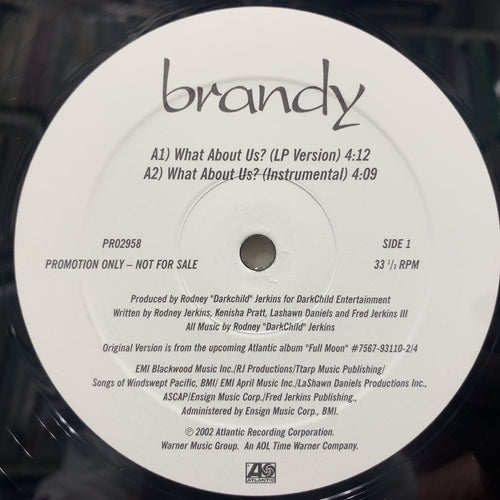 brandy
A1) What About Us? (LP Version) 4:12
A2) What About Us? (Instrumental) 4:09
PR02958
SIDE 1
PROMOTION ONLY – NOT FOR SALE
33 1/3 RPM
Produced by Rodney "Darkchild" Jerkins for DarkChild Entertainment
Written by Rodney Jerkins, Kenisha Pratt, Lashawn Daniels and Fred Jerkins III
All Music by Rodney "DarkChild" Jerkins
Original Version is from the upcoming Atlantic album "Full Moon" #7567-93110-2/4
EMI Blackwood Music Inc./RJ Productions/Ttarp Music Publishing/
Songs of Windswept Pacific, BMI/ EMI April Music Inc./LaShawn Daniels Productions Inc.,
ASCAP/Ensign Music Corp./Fred Jerkins Publishing,
Administered by Ensign Music Corp., BMI.
℗ 2002 Atlantic Recording Corporation.
Warner Music Group. An AOL Time Warner Company.
ATLANTIC